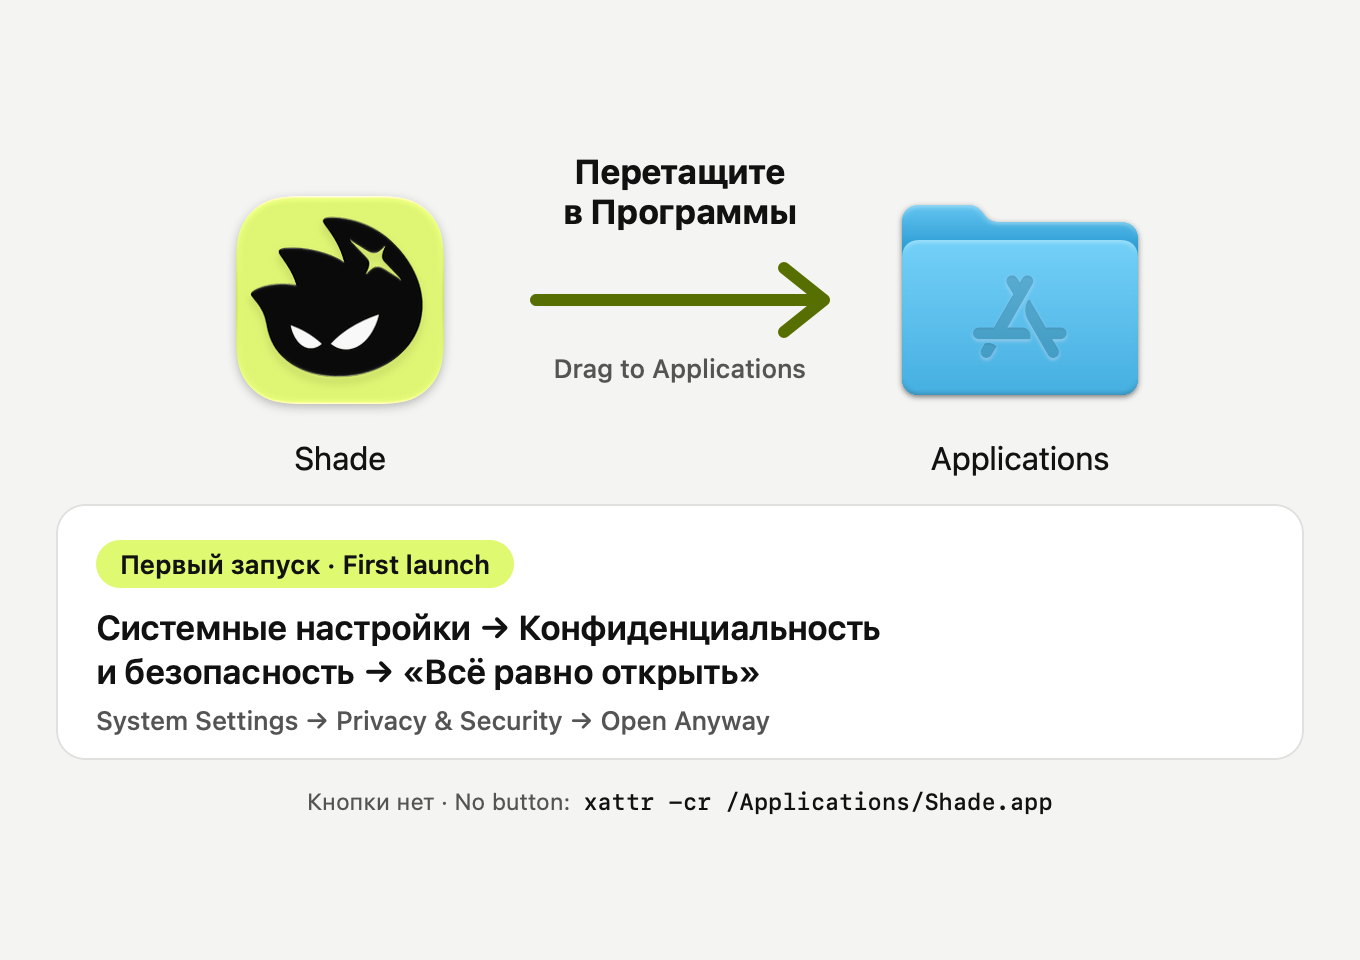 Перетащите
в Программы
Drag to Applications
Shade
Applications
Первый запуск · First launch
Системные настройки → Конфиденциальность
и безопасность → «Всё равно открыть»
System Settings → Privacy & Security → Open Anyway
Кнопки нет · No button: xattr -cr /Applications/Shade.app